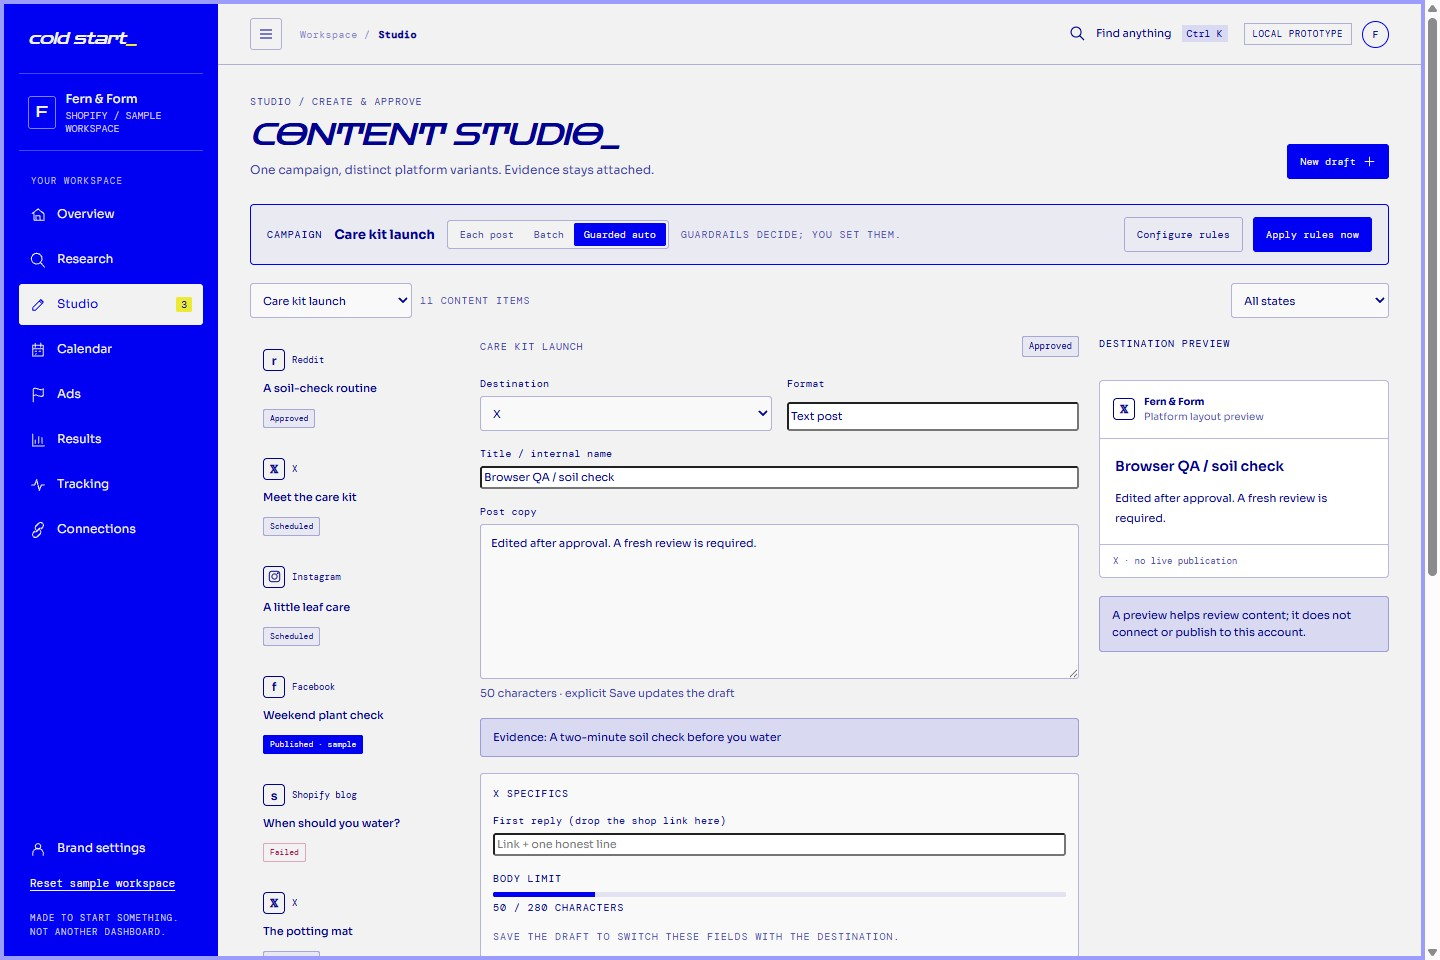 cold start_
F
Fern & Form
SHOPIFY / SAMPLE
WORKSPACE
YOUR WORKSPACE
Overview
Research
Studio
3
Calendar
Ads
Results
Tracking
Connections
Brand settings
Reset sample workspace
MADE TO START SOMETHING.
NOT ANOTHER DASHBOARD.
Workspace / Studio
Find anything
Ctrl K
LOCAL PROTOTYPE
F
STUDIO / CREATE & APPROVE
CONTENT STUDIO_
One campaign, distinct platform variants. Evidence stays attached.
New draft
CAMPAIGN
Care kit launch
Each post
Batch
Guarded auto
GUARDRAILS DECIDE; YOU SET THEM.
Configure rules
Apply rules now
Care kit launch
11 CONTENT ITEMS
All states
r
Reddit
A soil-check routine
Approved
X
X
Meet the care kit
Scheduled
Instagram
A little leaf care
Scheduled
f
Facebook
Weekend plant check
Published · sample
s
Shopify blog
When should you water?
Failed
X
X
The potting mat
CARE KIT LAUNCH
Approved
Destination
X
Format
Text post
Title / internal name
Browser QA / soil check
Post copy
Edited after approval. A fresh review is required.
50 characters · explicit Save updates the draft
Evidence: A two-minute soil check before you water
X SPECIFICS
First reply (drop the shop link here)
Link + one honest line
BODY LIMIT
50 / 280 CHARACTERS
SAVE THE DRAFT TO SWITCH THESE FIELDS WITH THE DESTINATION.
DESTINATION PREVIEW
X
Fern & Form
Platform layout preview
Browser QA / soil check
Edited after approval. A fresh review is
required.
X · no live publication
A preview helps review content; it does not
connect or publish to this account.